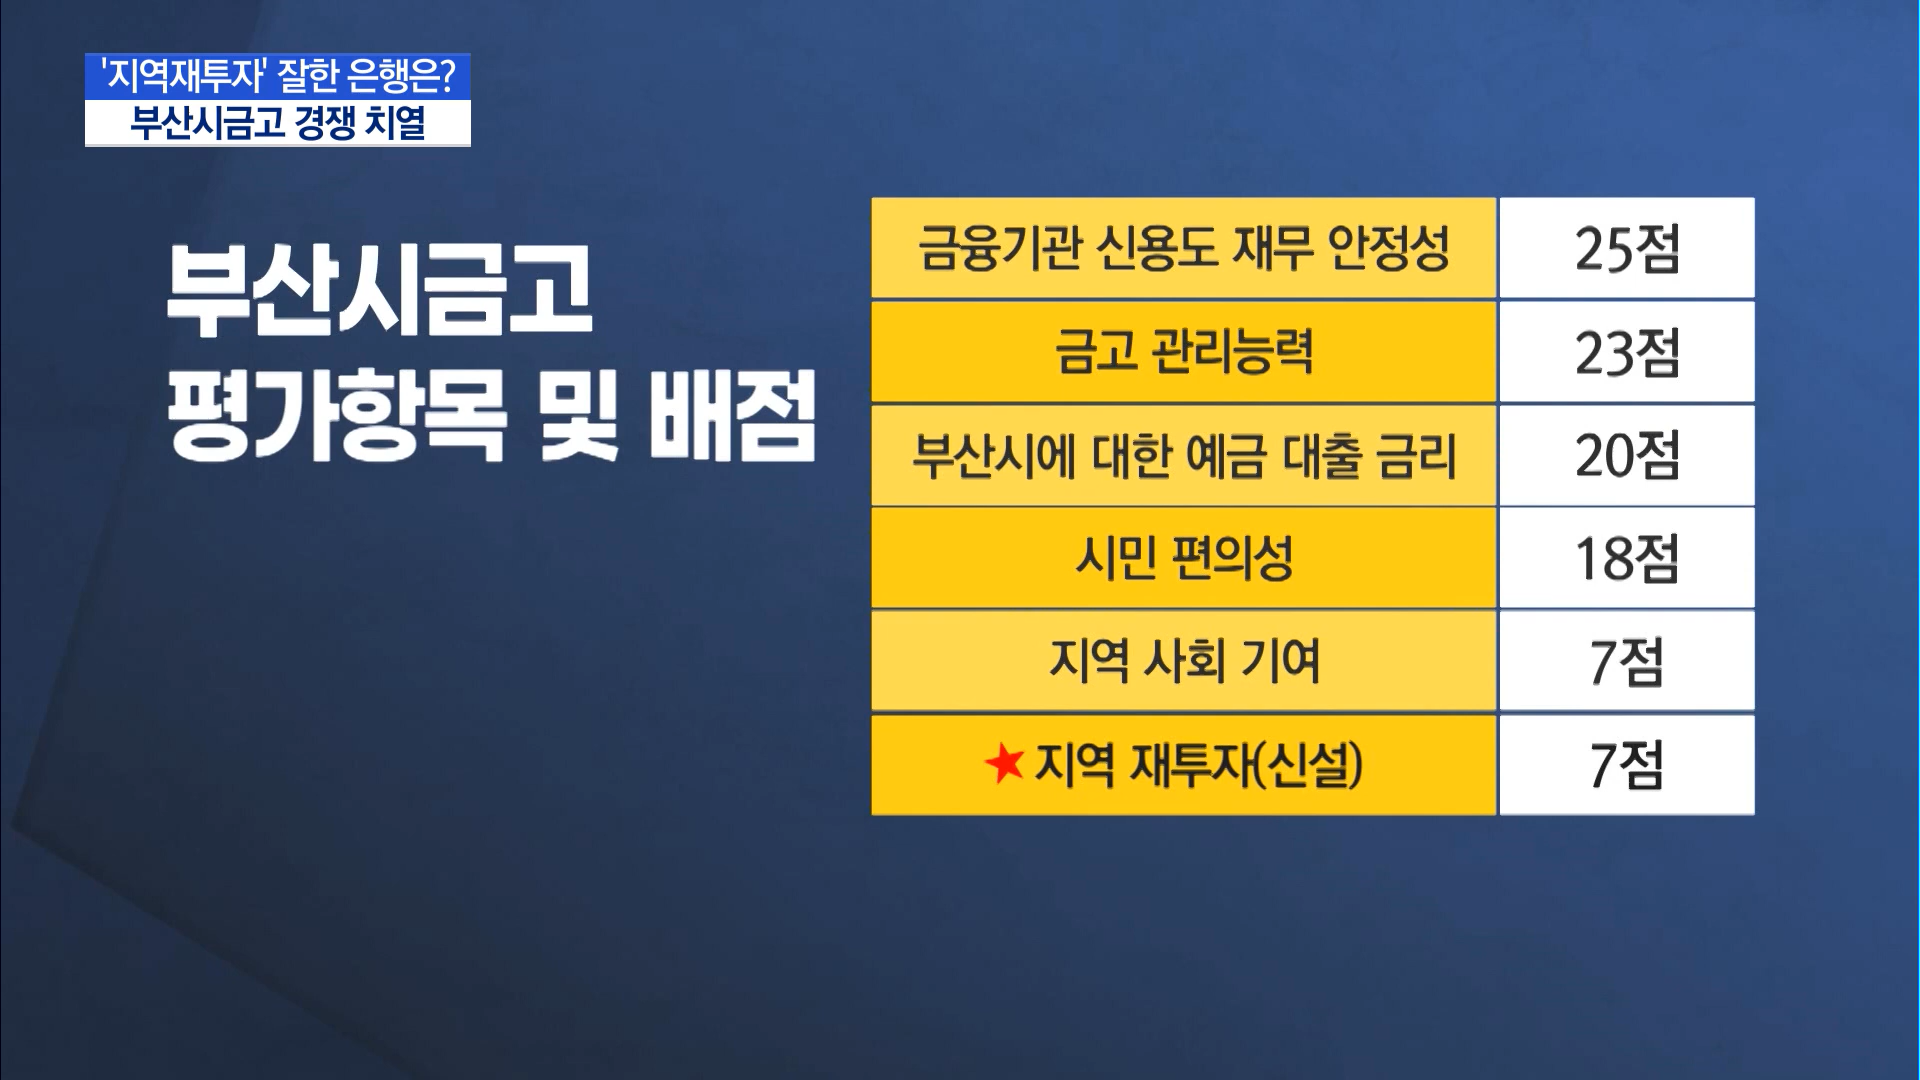 '지역재투자' 잘한 은행은?
부산시금고 경쟁 치열
부산시금고
평가항목 및 배점
금융기관 신용도 재무 안정성 25점
금고 관리능력 23점
부산시에 대한 예금 대출 금리 20점
시민 편의성 18점
지역 사회 기여 7점
★ 지역 재투자(신설) 7점